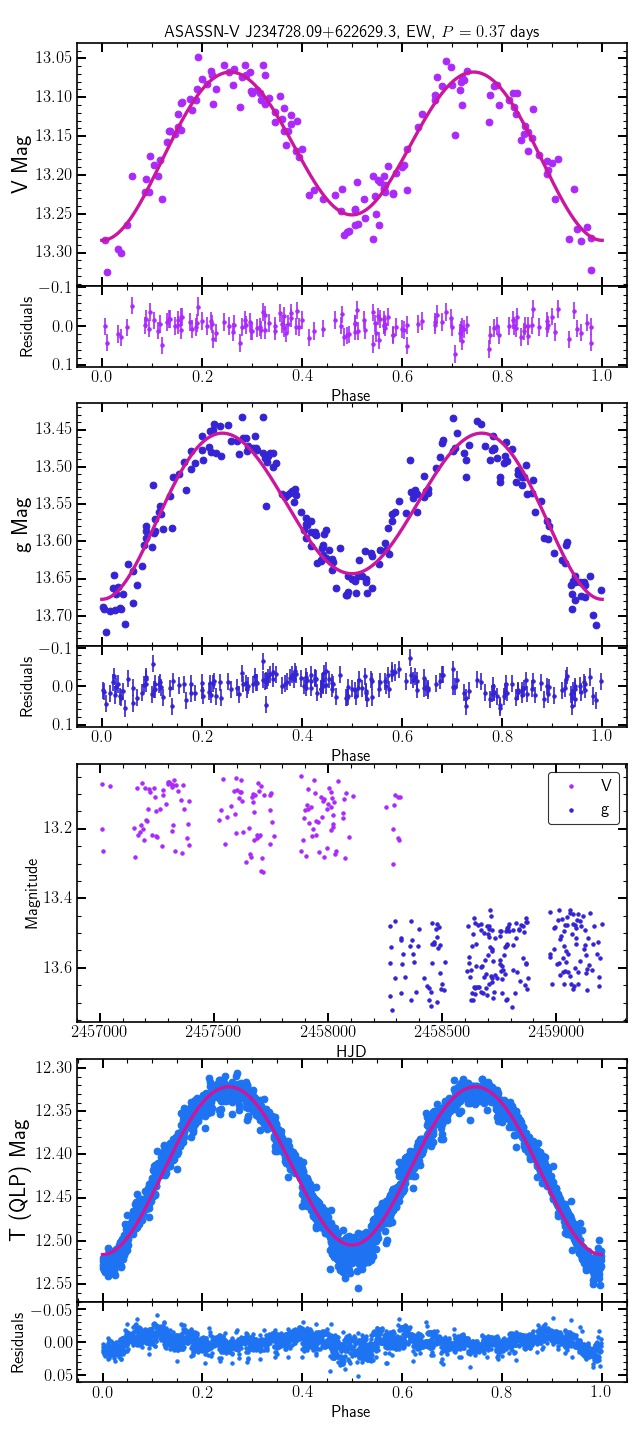 ASASSN-V J234728.09+622629.3, EW, P = 0.37 days
V Mag
13.05
13.10
13.15
13.20
13.25
13.30
Residuals
−0.1
0.0
0.1
0.0 0.2 0.4 0.6 0.8 1.0
Phase
g Mag
13.45
13.50
13.55
13.60
13.65
13.70
Residuals
−0.1
0.0
0.1
0.0 0.2 0.4 0.6 0.8 1.0
Phase
Magnitude
13.2
13.4
13.6
V
g
2457000 2457500 2458000 2458500 2459000
HJD
T (QLP) Mag
12.30
12.35
12.40
12.45
12.50
12.55
Residuals
−0.05
0.00
0.05
0.0 0.2 0.4 0.6 0.8 1.0
Phase